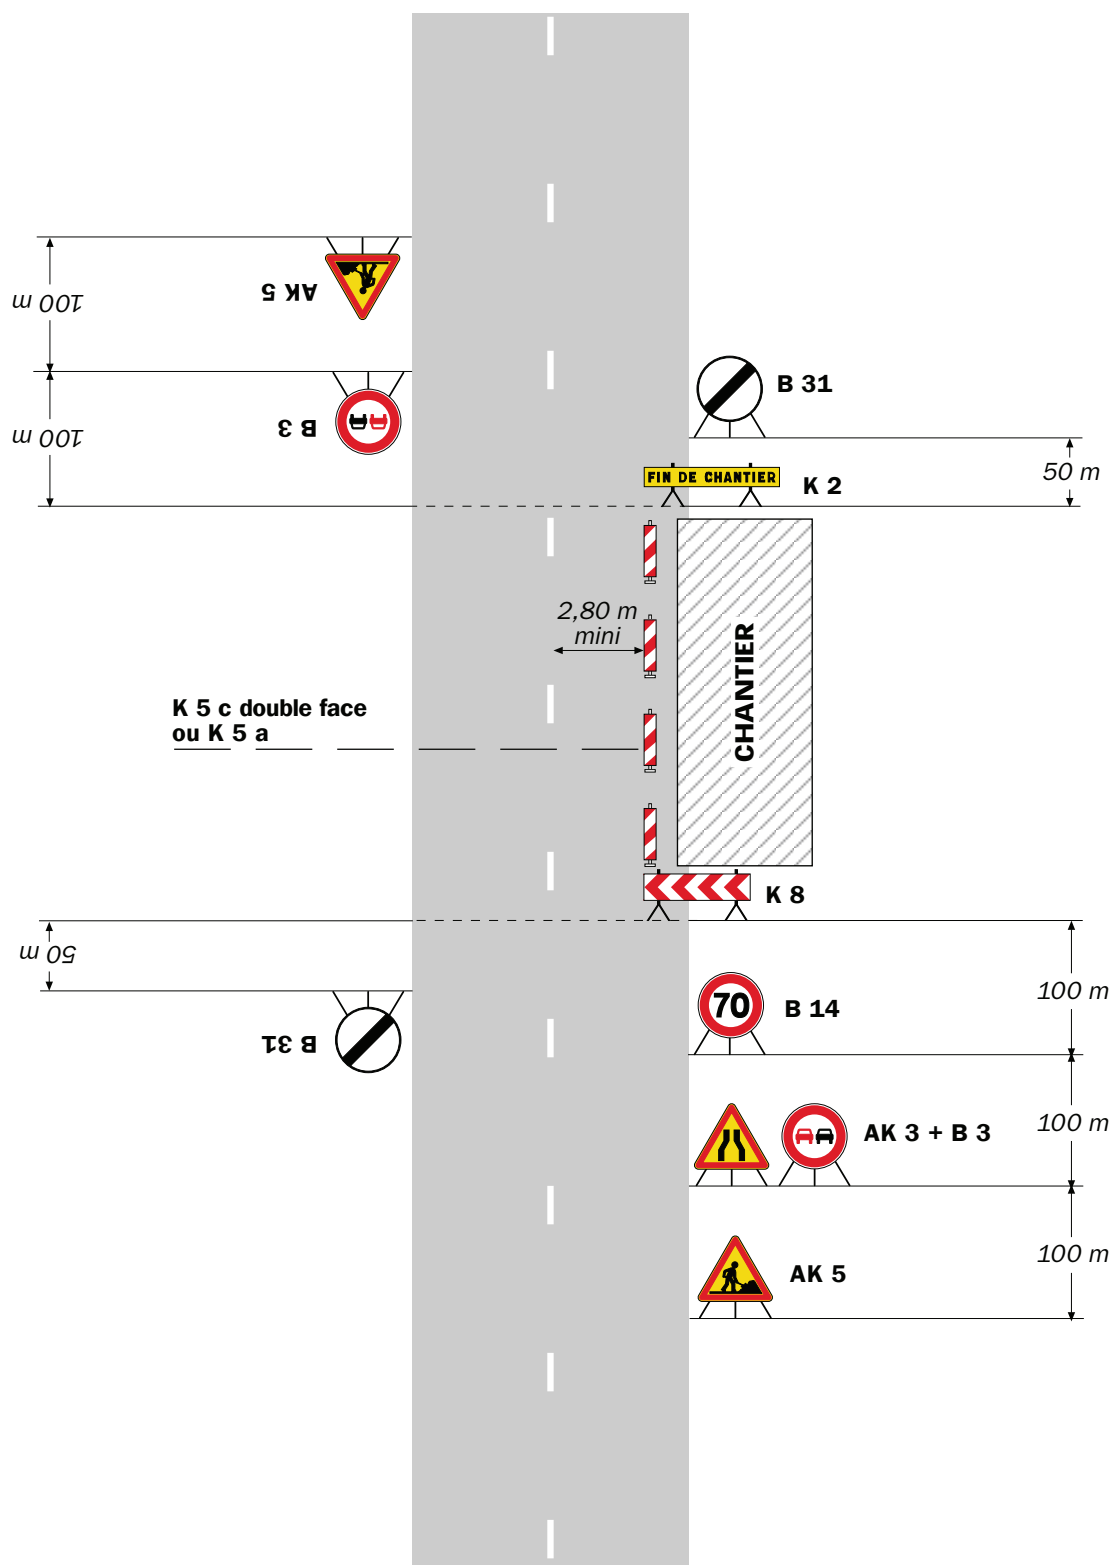 AK 5
100 m
B 3
100 m
B 31
50 m
FIN DE CHANTIER
K 2
2,80 m
mini
CHANTIER
K 5 c double face
ou K 5 a
K 8
50 m
B 31
70
B 14
100 m
AK 3 + B 3
100 m
AK 5
100 m